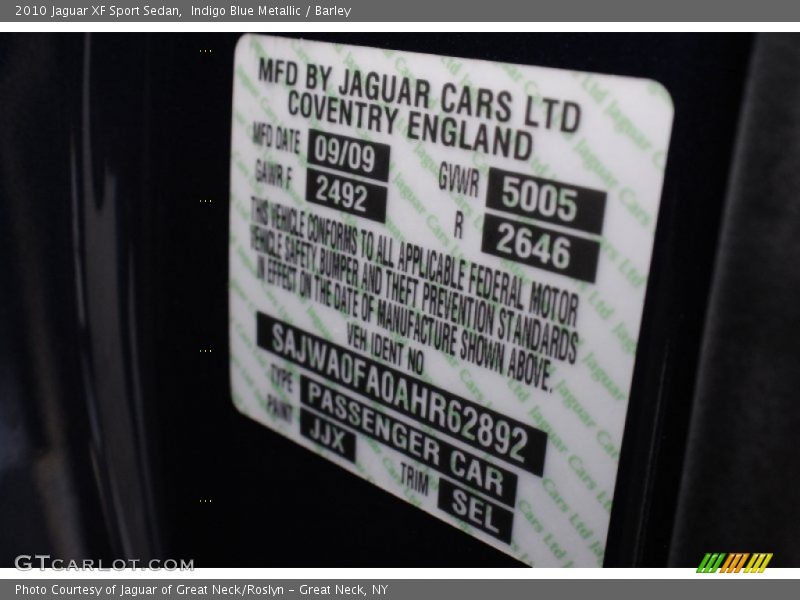 2010 Jaguar XF Sport Sedan,  Indigo Blue Metallic / Barley
MFD BY JAGUAR CARS LTD
COVENTRY ENGLAND
MFD DATE 09/09 GVWR 5005
GAWR F 2492 R 2646
THIS VEHICLE CONFORMS TO ALL APPLICABLE FEDERAL MOTOR
VEHICLE SAFETY, BUMPER, AND THEFT PREVENTION STANDARDS
IN EFFECT ON THE DATE OF MANUFACTURE SHOWN ABOVE.
VEH IDENT NO
SAJWA0FA0AHR62892
TYPE PASSENGER CAR
PAINT JJX TRIM SEL
GTCARLOT.COM
Photo Courtesy of Jaguar of Great Neck/Roslyn – Great Neck, NY